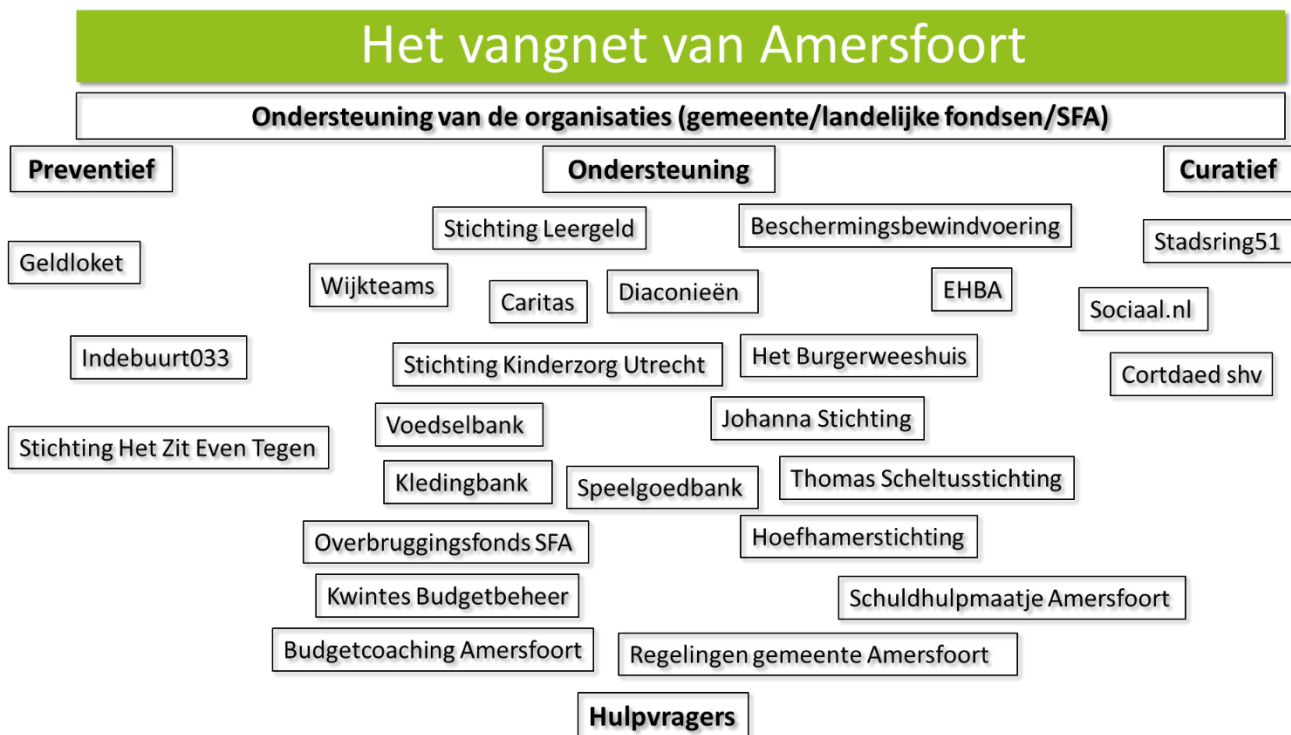 Het vangnet van Amersfoort
Ondersteuning van de organisaties (gemeente/landelijke fondsen/SFA)
Preventief
Ondersteuning
Curatief
Stichting Leergeld
Beschermingsbewindvoering
Stadsring51
Geldloket
Wijkteams
Caritas
Diaconieën
EHBA
Sociaal.nl
Indebuurt033
Stichting Kinderzorg Utrecht
Het Burgerweeshuis
Cortdaed shv
Voedselbank
Johanna Stichting
Stichting Het Zit Even Tegen
Kledingbank
Speelgoedbank
Thomas Scheltusstichting
Overbruggingsfonds SFA
Hoefhamerstichting
Kwintes Budgetbeheer
Schuldhulpmaatje Amersfoort
Budgetcoaching Amersfoort
Regelingen gemeente Amersfoort
Hulpvragers